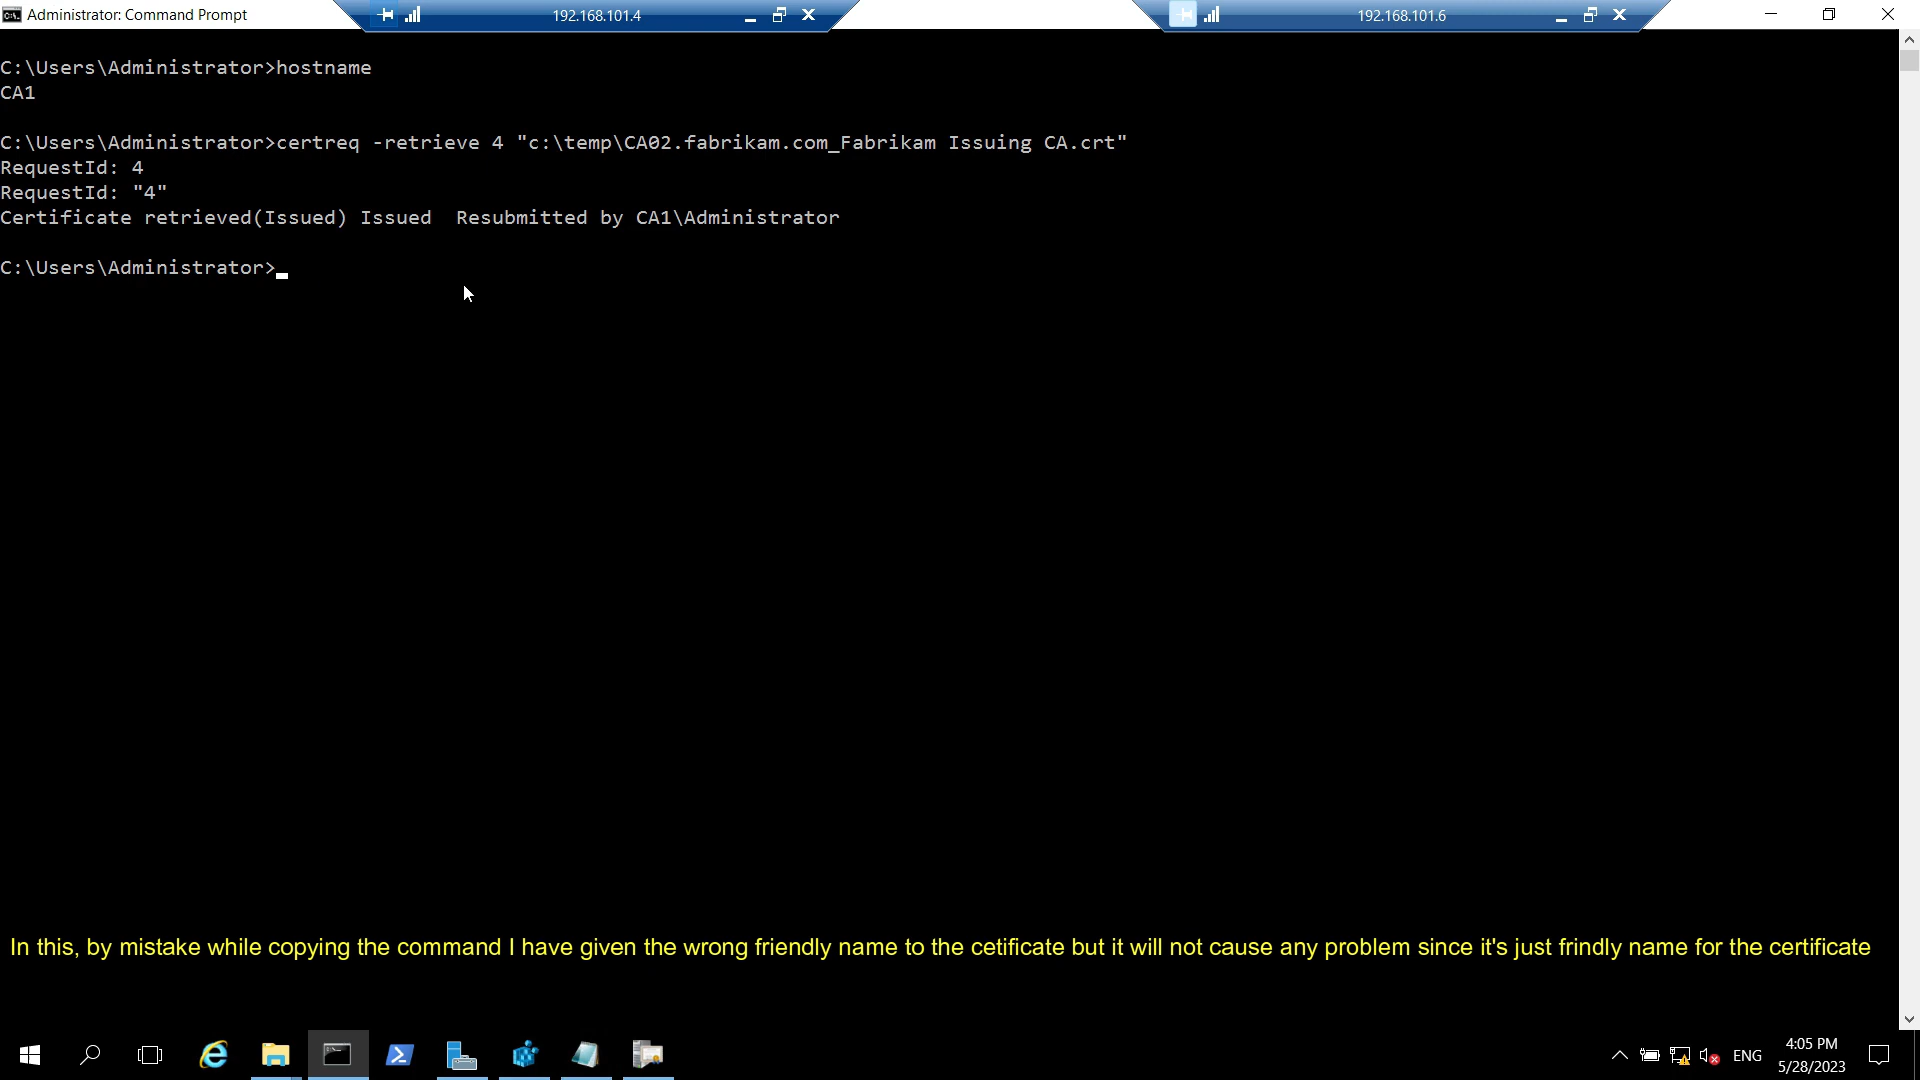 Administrator: Command Prompt
192.168.101.4
192.168.101.6
C:\Users\Administrator>hostname
CA1
C:\Users\Administrator>certreq -retrieve 4 "c:\temp\CA02.fabrikam.com_Fabrikam Issuing CA.crt"
RequestId: 4
RequestId: "4"
Certificate retrieved(Issued) Issued  Resubmitted by CA1\Administrator
C:\Users\Administrator>
In this, by mistake while copying the command I have given the wrong friendly name to the cetificate but it will not cause any problem since it's just frindly name for the certificate
ENG
4:05 PM
5/28/2023